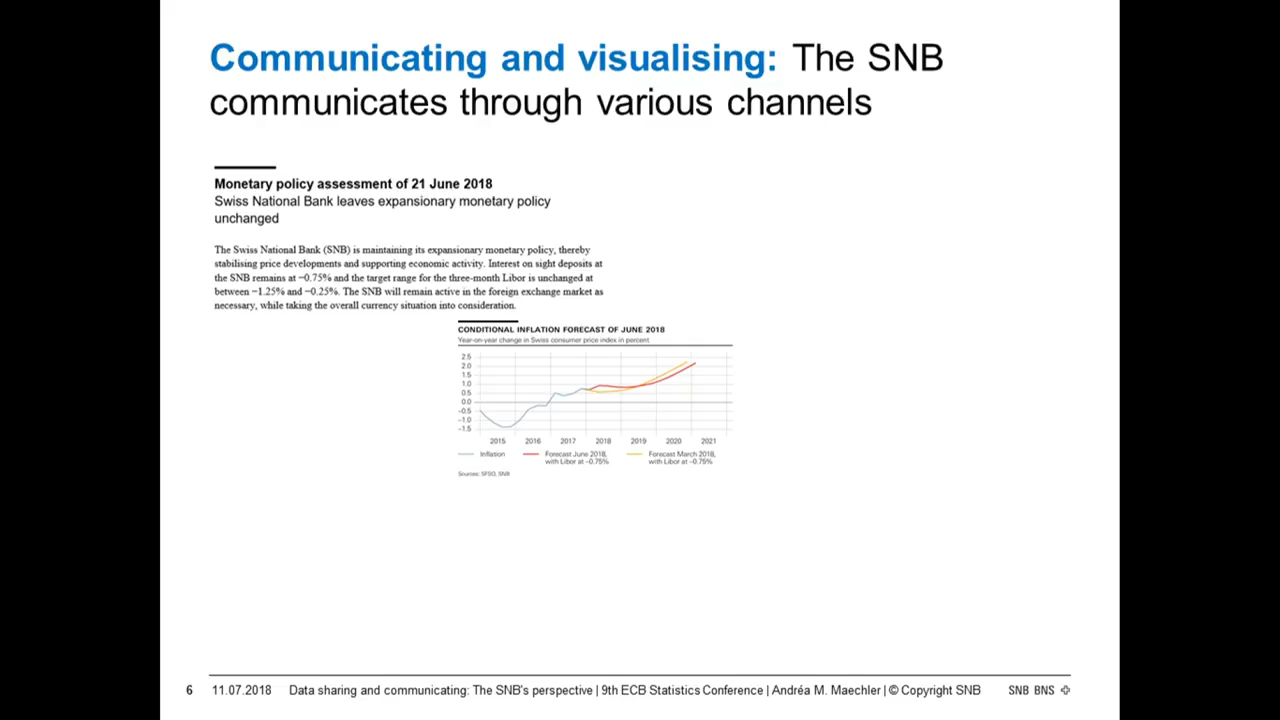 Communicating and visualising: The SNB
communicates through various channels
Monetary policy assessment of 21 June 2018
Swiss National Bank leaves expansionary monetary policy
unchanged
The Swiss National Bank (SNB) is maintaining its expansionary monetary policy, thereby
stabilising price developments and supporting economic activity. Interest on sight deposits at
the SNB remains at −0.75% and the target range for the three-month Libor is unchanged at
between −1.25% and −0.25%. The SNB will remain active in the foreign exchange market as
necessary, while taking the overall currency situation into consideration.
CONDITIONAL INFLATION FORECAST OF JUNE 2018
Year-on-year change in Swiss consumer price index in percent
2.5
2.0
1.5
1.0
0.5
0.0
−0.5
−1.0
−1.5
2015 2016 2017 2018 2019 2020 2021
Inflation Forecast June 2018, Forecast March 2018,
with Libor at −0.75% with Libor at −0.75%
Sources: SFSO, SNB
6 11.07.2018 Data sharing and communicating: The SNB's perspective | 9th ECB Statistics Conference | Andréa M. Maechler | © Copyright SNB SNB BNS